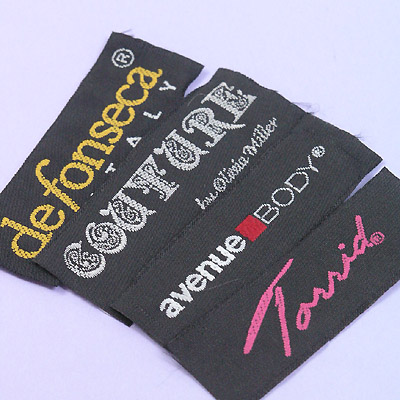 defonseca®
ITALY
COUTURE
by Olivia Miller
avenue BODY®
Torrid®